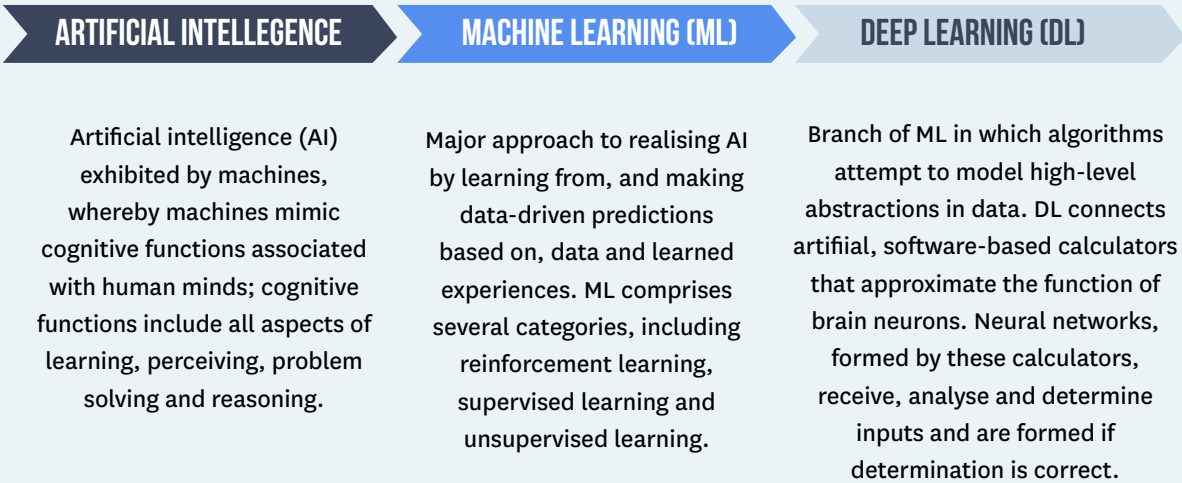 ARTIFICIAL INTELLEGENCE
Artificial intelligence (AI)
exhibited by machines,
whereby machines mimic
cognitive functions associated
with human minds; cognitive
functions include all aspects of
learning, perceiving, problem
solving and reasoning.
MACHINE LEARNING (ML)
Major approach to realising AI
by learning from, and making
data-driven predictions
based on, data and learned
experiences. ML comprises
several categories, including
reinforcement learning,
supervised learning and
unsupervised learning.
DEEP LEARNING (DL)
Branch of ML in which algorithms
attempt to model high-level
abstractions in data. DL connects
artifiial, software-based calculators
that approximate the function of
brain neurons. Neural networks,
formed by these calculators,
receive, analyse and determine
inputs and are formed if
determination is correct.